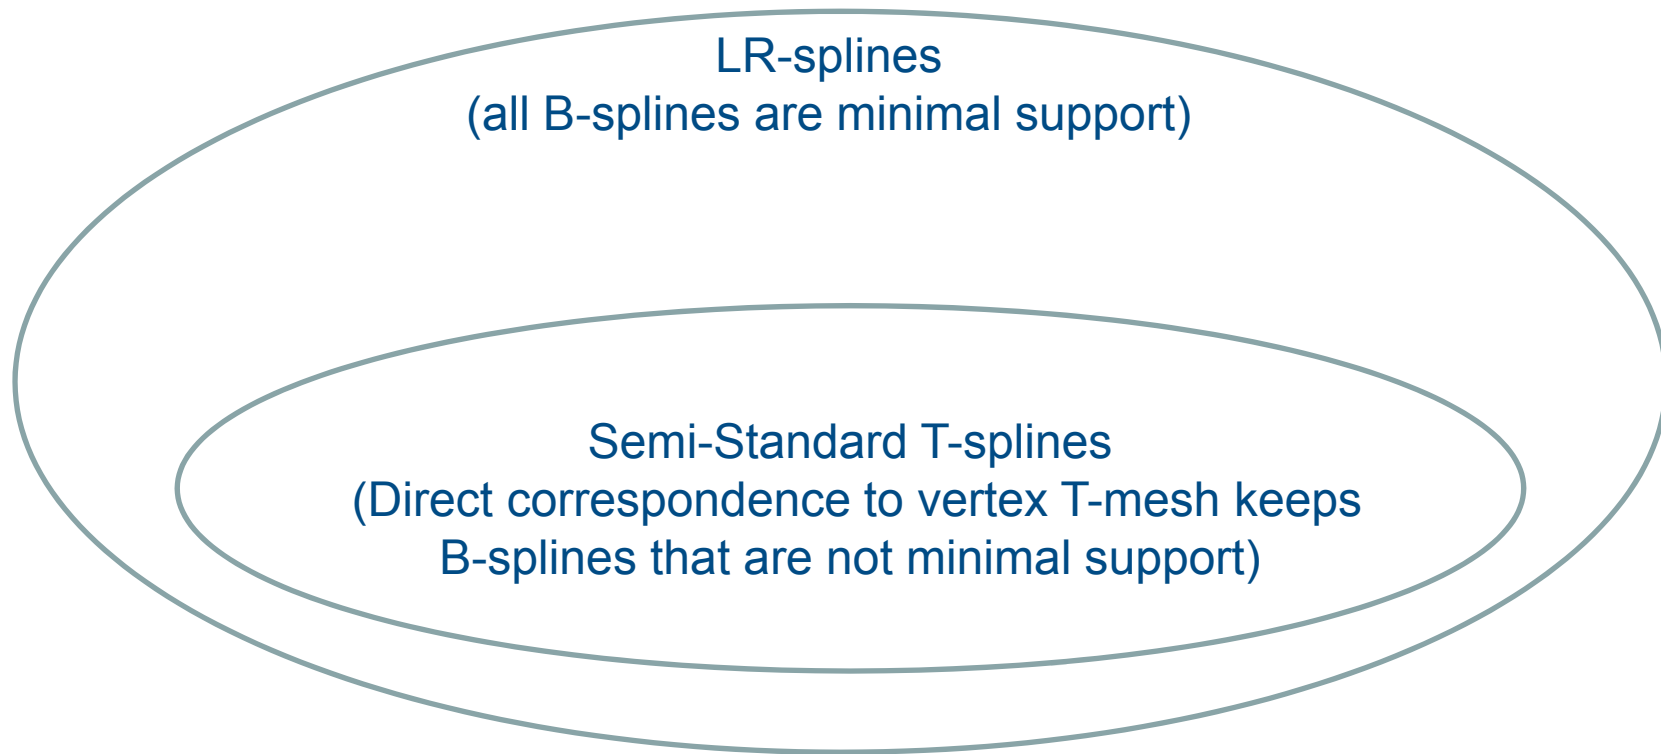 LR-splines
(all B-splines are minimal support)
Semi-Standard T-splines
(Direct correspondence to vertex T-mesh keeps
B-splines that are not minimal support)